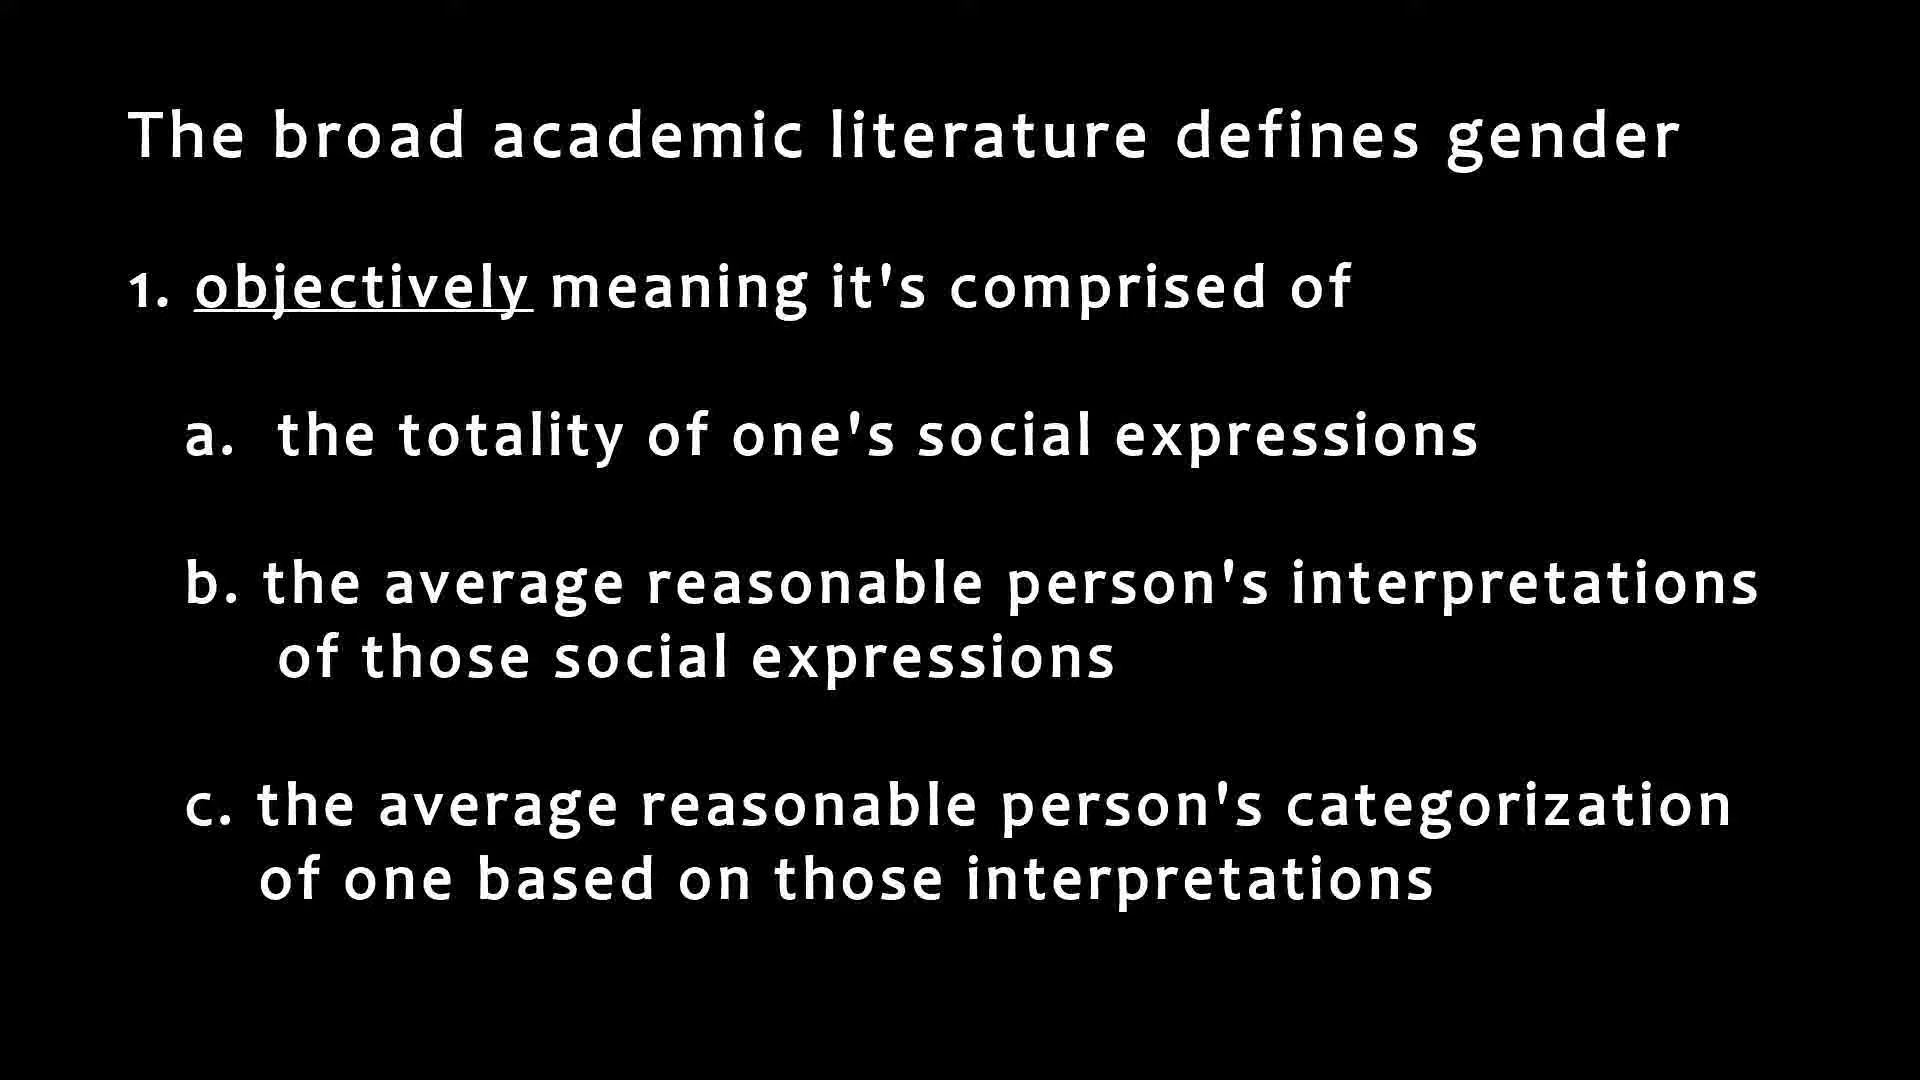 The broad academic literature defines gender
1. objectively meaning it's comprised of
a. the totality of one's social expressions
b. the average reasonable person's interpretations
of those social expressions
c. the average reasonable person's categorization
of one based on those interpretations